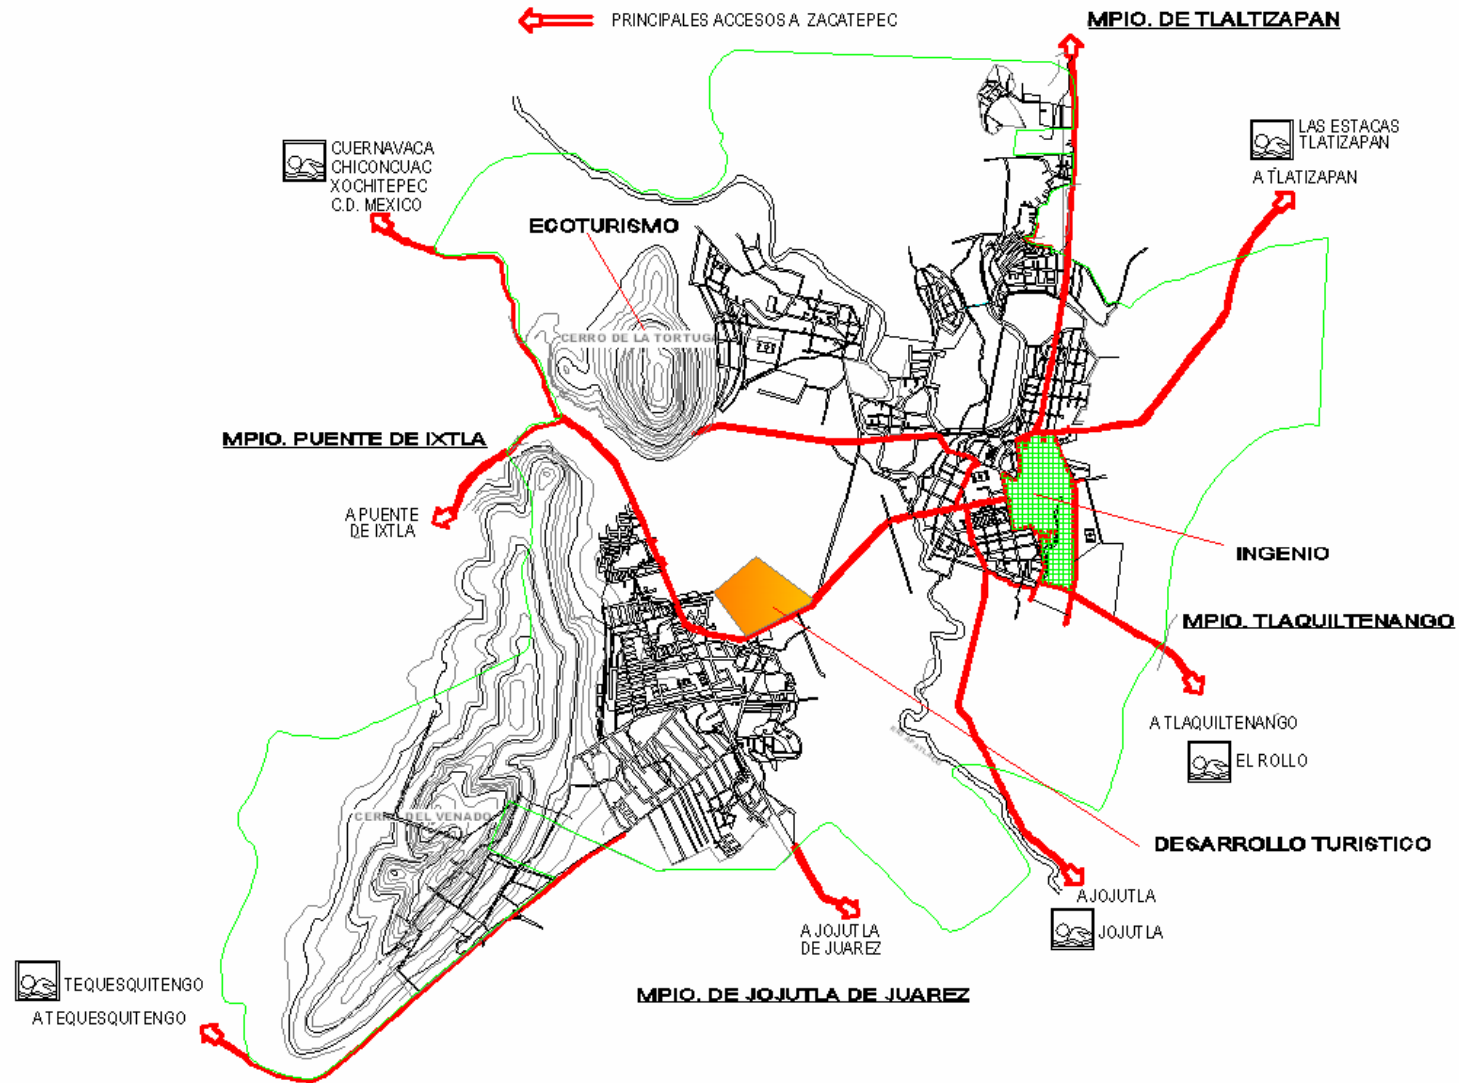 PRINCIPALES ACCESOS A ZACATEPEC
MPIO. DE TLALTIZAPAN
CUERNAVACA
CHICONCUAC
XOCHITEPEC
C.D. MEXICO
LAS ESTACAS
TLATIZAPAN
A TLATIZAPAN
ECOTURISMO
CERRO DE LA TORTUGA
MPIO. PUENTE DE IXTLA
A PUENTE
DE IXTLA
INGENIO
MPIO. TLAQUILTENANGO
A TLAQUILTENANGO
EL ROLLO
CERRO DEL VENADO
DESARROLLO TURISTICO
A JOJUTLA
JOJUTLA
A JOJUTLA
DE JUAREZ
TEQUESQUITENGO
A TEQUESQUITENGO
MPIO. DE JOJUTLA DE JUAREZ